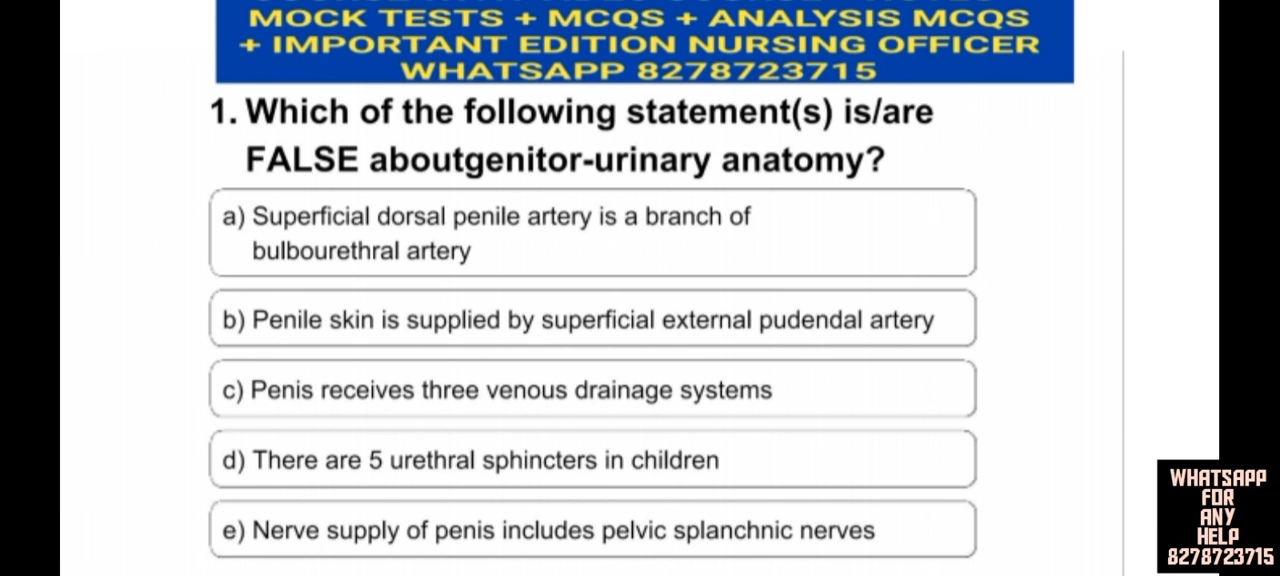 MOCK TESTS + MCQS + ANALYSIS MCQS
+ IMPORTANT EDITION NURSING OFFICER
WHATSAPP 8278723715
1. Which of the following statement(s) is/are
FALSE aboutgenitor-urinary anatomy?
a) Superficial dorsal penile artery is a branch of
bulbourethral artery
b) Penile skin is supplied by superficial external pudendal artery
c) Penis receives three venous drainage systems
d) There are 5 urethral sphincters in children
e) Nerve supply of penis includes pelvic splanchnic nerves
WHATSAPP
FOR
ANY
HELP
8278723715